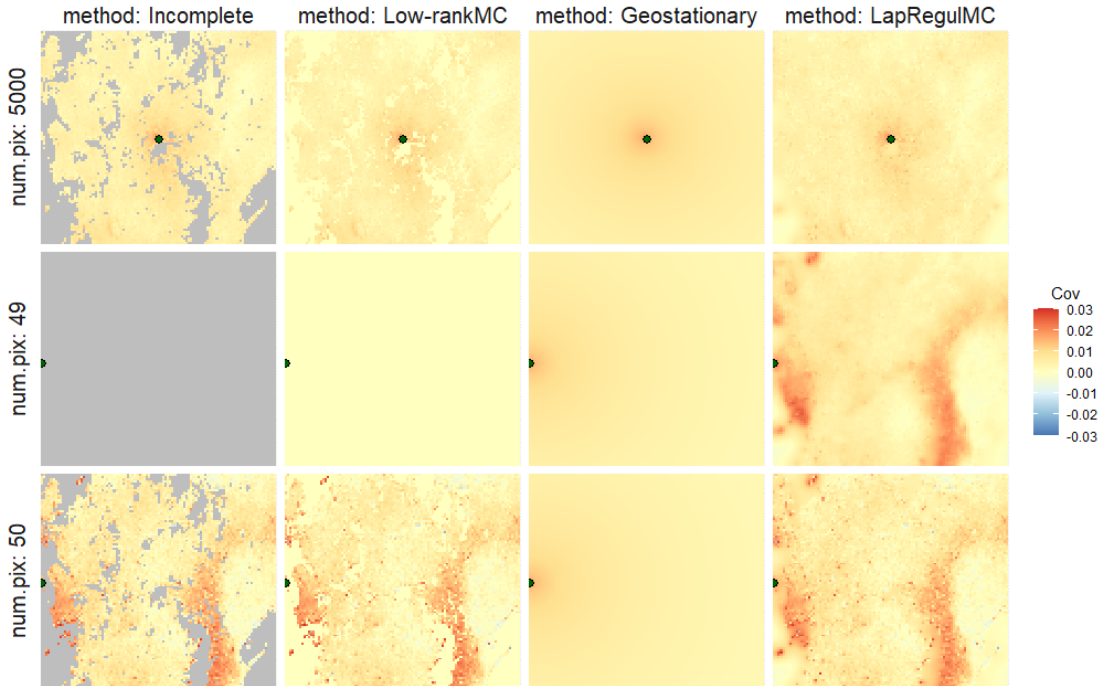 method: Incomplete
method: Low-rankMC
method: Geostationary
method: LapRegulMC
num.pix: 5000
num.pix: 49
num.pix: 50
Cov
0.03
0.02
0.01
0.00
-0.01
-0.02
-0.03